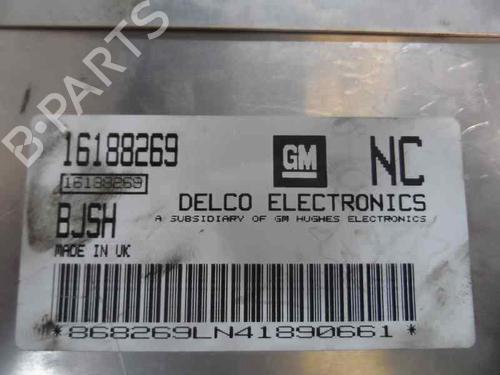 16188269
16188269
GM
NC
BJSH
DELCO ELECTRONICS
A SUBSIDIARY OF GM HUGHES ELECTRONICS
MADE IN UK
*868269LN41890661*
B-PARTS